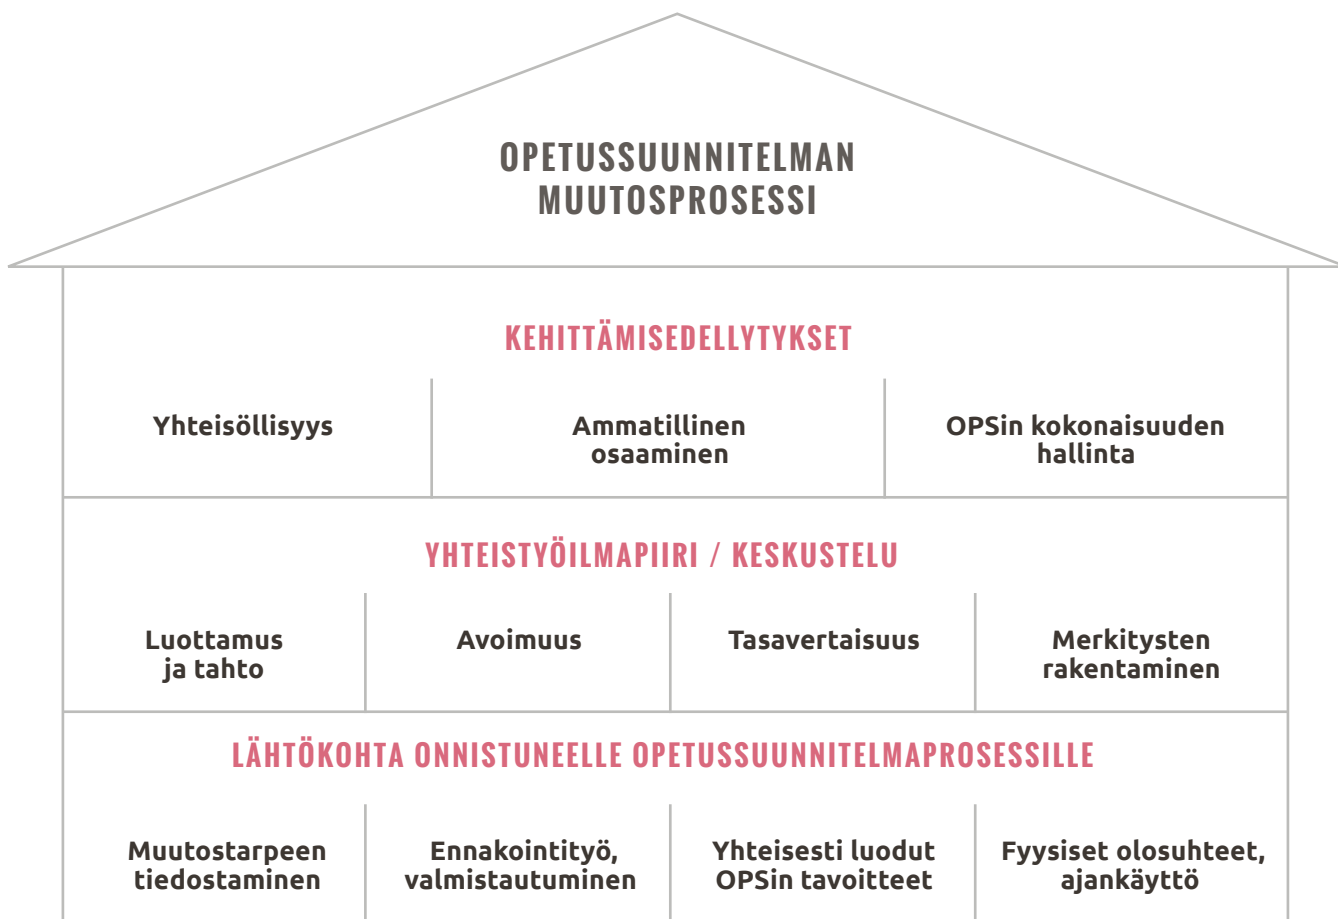 OPETUSSUUNNITELMAN
MUUTOSPROSESSI
KEHITTÄMISEDELLYTYKSET
Yhteisöllisyys
Ammatillinen
osaaminen
OPSin kokonaisuuden
hallinta
YHTEISTYÖILMAPIIRI / KESKUSTELU
Luottamus
ja tahto
Avoimuus
Tasavertaisuus
Merkitysten
rakentaminen
LÄHTÖKOHTA ONNISTUNEELLE OPETUSSUUNNITELMAPROSESSILLE
Muutostarpeen
tiedostaminen
Ennakointityö,
valmistautuminen
Yhteisesti luodut
OPSin tavoitteet
Fyysiset olosuhteet,
ajankäyttö